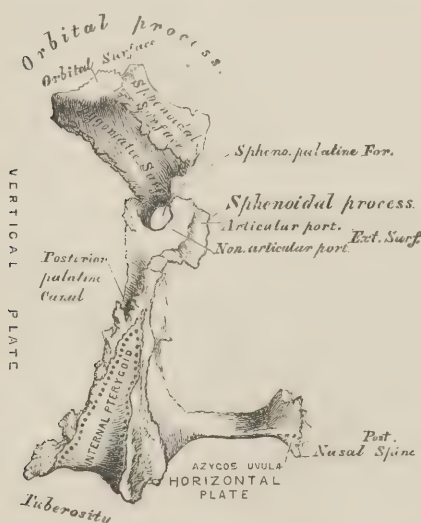 Orbital process.
Orbital Surface
Sphenoidal
Surface
Zygomatic Surf.
Spheno.palatine For.
Sphenoidal process.
Articular port.
Non.articular port.
Ext. Surf.
Posterior
palatine
Canal
VERTICAL PLATE
INTERNAL PTERYGOID
Post.
Nasal Spine
AZYGOS UVULA
HORIZONTAL
PLATE
Tuberosity